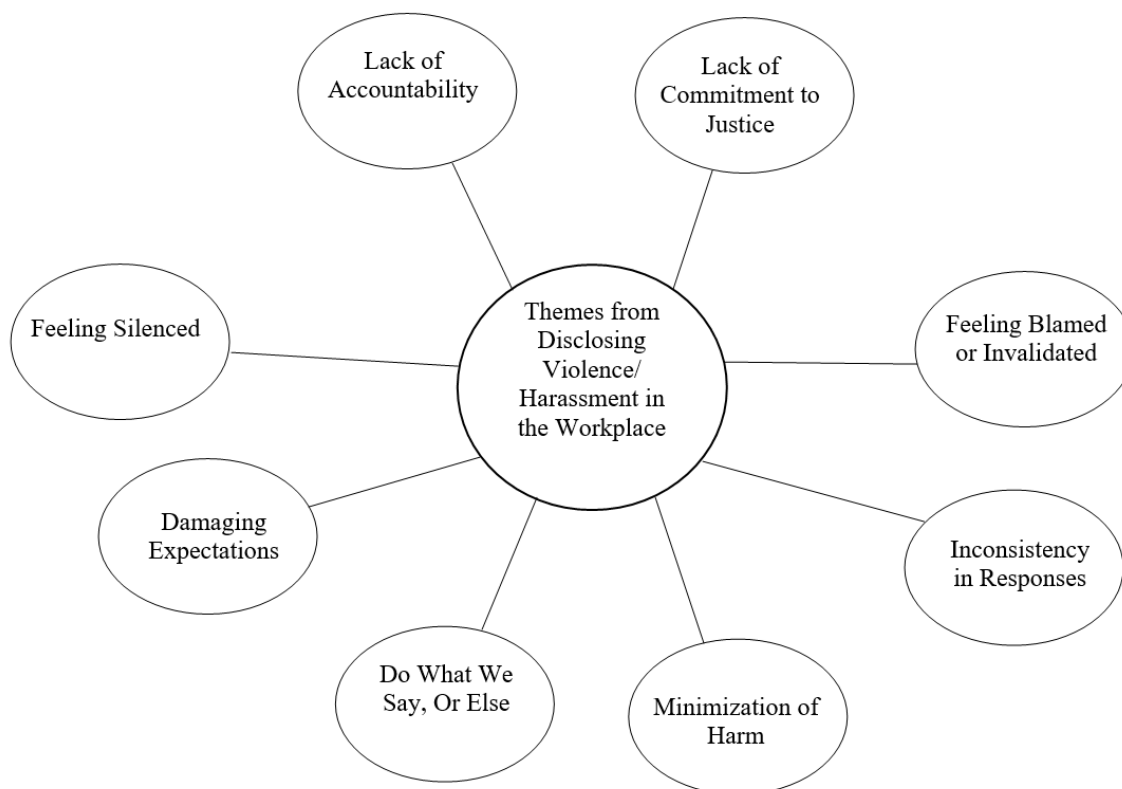 Lack of
Accountability
Lack of
Commitment to
Justice
Themes from
Disclosing
Violence/
Harassment in
the Workplace
Feeling Silenced
Feeling Blamed
or Invalidated
Damaging
Expectations
Inconsistency
in Responses
Do What We
Say, Or Else
Minimization of
Harm